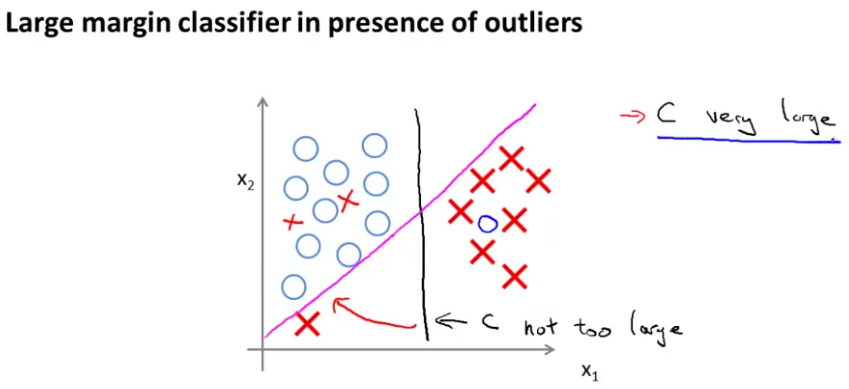 Large margin classifier in presence of outliers
→ C very large
x₂
← C not too large
x₁